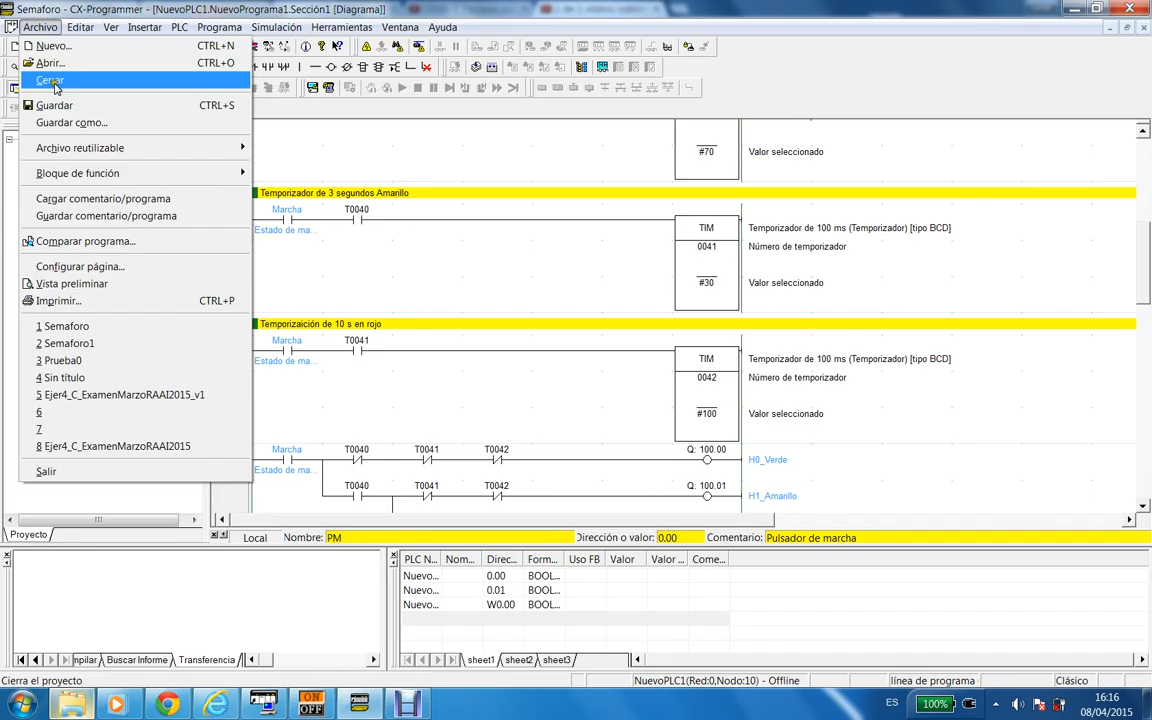 Semaforo - CX-Programmer - [NuevoPLC1.NuevoPrograma1.Sección1 [Diagrama]]
Archivo Editar Ver Insertar PLC Programa Simulación Herramientas Ventana Ayuda
Nuevo... CTRL+N
Abrir... CTRL+O
Cerrar
Guardar CTRL+S
Guardar como...
Archivo reutilizable
Bloque de función
Cargar comentario/programa
Guardar comentario/programa
Comparar programa...
Configurar página...
Vista preliminar
Imprimir... CTRL+P
1 Semaforo
2 Semaforo1
3 Prueba0
4 Sin título
5 Ejer4_C_ExamenMarzoRAAI2015_v1
6
7
8 Ejer4_C_ExamenMarzoRAAI2015
Salir
#70 Valor seleccionado
Temporizador de 3 segundos Amarillo
Marcha T0040
Estado de ma...
TIM Temporizador de 100 ms (Temporizador) [tipo BCD]
0041 Número de temporizador
#30 Valor seleccionado
Temporizaición de 10 s en rojo
Marcha T0041
Estado de ma...
TIM Temporizador de 100 ms (Temporizador) [tipo BCD]
0042 Número de temporizador
#100 Valor seleccionado
Marcha T0040 T0041 T0042 Q: 100.00
H0_Verde
Estado de ma...
T0040 T0041 T0042 Q: 100.01
H1_Amarillo
Proyecto
Local Nombre: PM Dirección o valor: 0.00 Comentario: Pulsador de marcha
PLC N... Nom... Direc... Form... Uso FB Valor Valor ... Come...
Nuevo... 0.00 BOOL...
Nuevo... 0.01 BOOL...
Nuevo... W0.00 BOOL...
mpilar Buscar Informe Transferencia
sheet1 sheet2 sheet3
Cierra el proyecto NuevoPLC1(Red:0,Nodo:10) - Offline línea de programa Clásico
ON
OFF
ES 100% 16:16
08/04/2015